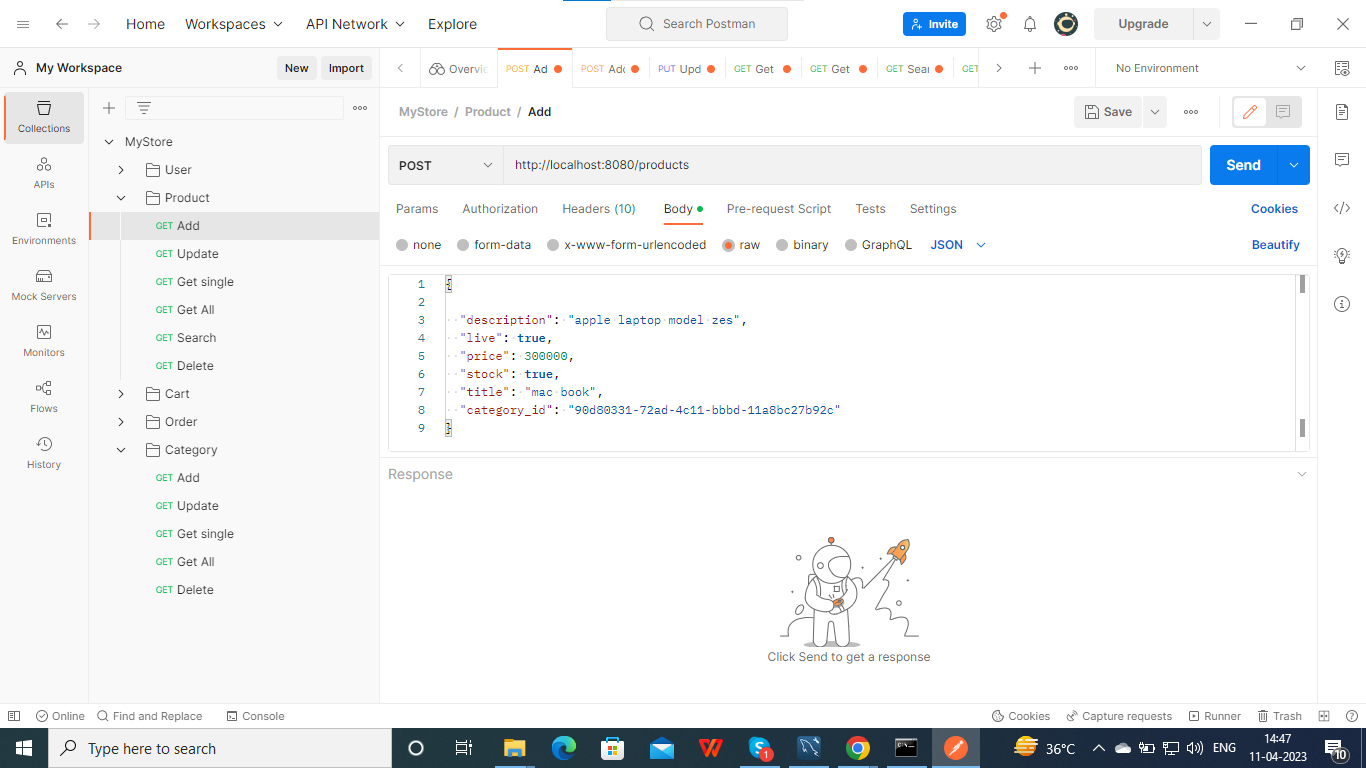 Home Workspaces API Network Explore Search Postman Invite Upgrade
My Workspace New Import
Overvie POST Ad POST Add PUT Upd GET Get GET Get GET Sear GET No Environment
Collections
APIs
Environments
Mock Servers
Monitors
Flows
History
MyStore
User
Product
GET Add
GET Update
GET Get single
GET Get All
GET Search
GET Delete
Cart
Order
Category
GET Add
GET Update
GET Get single
GET Get All
GET Delete
MyStore / Product / Add Save
POST http://localhost:8080/products Send
Params Authorization Headers (10) Body Pre-request Script Tests Settings Cookies
none form-data x-www-form-urlencoded raw binary GraphQL JSON Beautify
1 {
2
3 "description": "apple laptop model zes",
4 "live": true,
5 "price": 300000,
6 "stock": true,
7 "title": "mac book",
8 "category_id": "90d80331-72ad-4c11-bbbd-11a8bc27b92c"
9 }
Response
Click Send to get a response
Online Find and Replace Console Cookies Capture requests Runner Trash
Type here to search 1 36°C ENG 14:47
11-04-2023 10